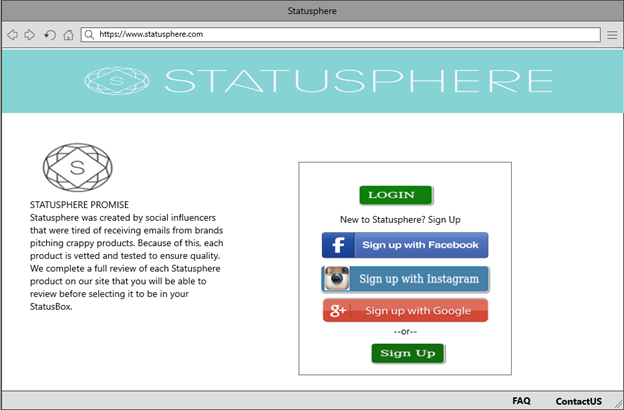 Statusphere
https://www.statusphere.com
S STATUSPHERE
S
STATUSPHERE PROMISE
Statusphere was created by social influencers
that were tired of receiving emails from brands
pitching crappy products. Because of this, each
product is vetted and tested to ensure quality.
We complete a full review of each Statusphere
product on our site that you will be able to
review before selecting it to be in your
StatusBox.
LOGIN
New to Statusphere? Sign Up
f Sign up with Facebook
Sign up with Instagram
g+ Sign up with Google
--or--
Sign Up
FAQ ContactUS